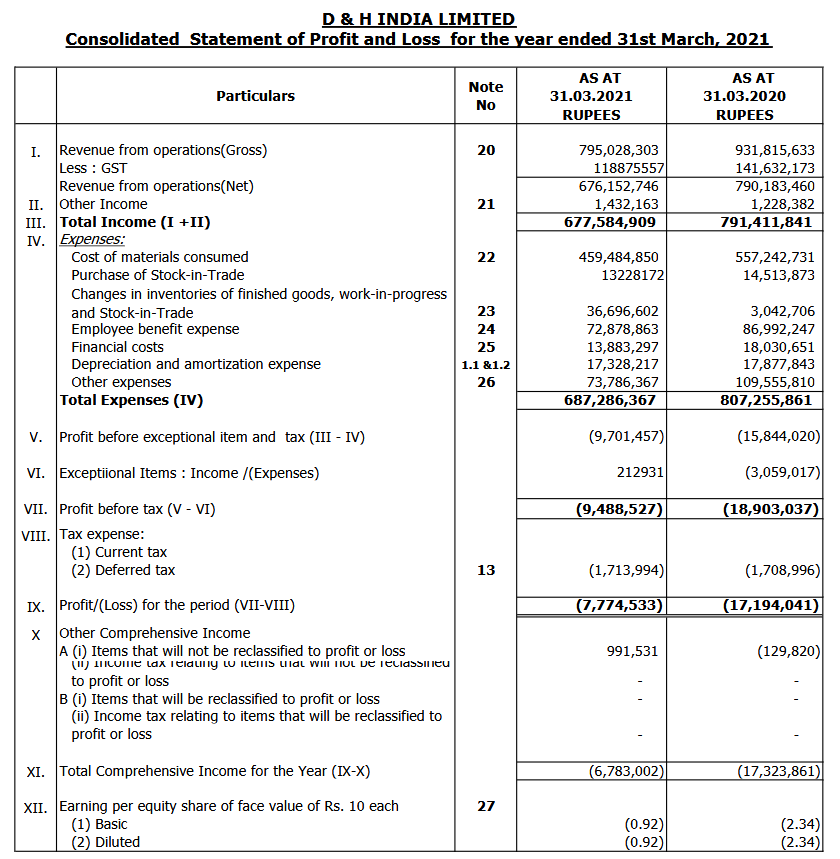 D & H INDIA LIMITED
Consolidated Statement of Profit and Loss for the year ended 31st March, 2021
Particulars Note No AS AT 31.03.2021 RUPEES AS AT 31.03.2020 RUPEES
I. Revenue from operations(Gross) 20 795,028,303 931,815,633
Less : GST 118875557 141,632,173
Revenue from operations(Net) 676,152,746 790,183,460
II. Other Income 21 1,432,163 1,228,382
III. Total Income (I +II) 677,584,909 791,411,841
IV. Expenses:
Cost of materials consumed 22 459,484,850 557,242,731
Purchase of Stock-in-Trade 13228172 14,513,873
Changes in inventories of finished goods, work-in-progress
and Stock-in-Trade 23 36,696,602 3,042,706
Employee benefit expense 24 72,878,863 86,992,247
Financial costs 25 13,883,297 18,030,651
Depreciation and amortization expense 1.1 &1.2 17,328,217 17,877,843
Other expenses 26 73,786,367 109,555,810
Total Expenses (IV) 687,286,367 807,255,861
V. Profit before exceptional item and tax (III - IV) (9,701,457) (15,844,020)
VI. Exceptiional Items : Income /(Expenses) 212931 (3,059,017)
VII. Profit before tax (V - VI) (9,488,527) (18,903,037)
VIII. Tax expense:
(1) Current tax
(2) Deferred tax 13 (1,713,994) (1,708,996)
IX. Profit/(Loss) for the period (VII-VIII) (7,774,533) (17,194,041)
X Other Comprehensive Income
A (i) Items that will not be reclassified to profit or loss 991,531 (129,820)
(ii) Income tax relating to items that will not be reclassified
to profit or loss - -
B (i) Items that will be reclassified to profit or loss - -
(ii) Income tax relating to items that will be reclassified to
profit or loss - -
XI. Total Comprehensive Income for the Year (IX-X) (6,783,002) (17,323,861)
XII. Earning per equity share of face value of Rs. 10 each 27
(1) Basic (0.92) (2.34)
(2) Diluted (0.92) (2.34)